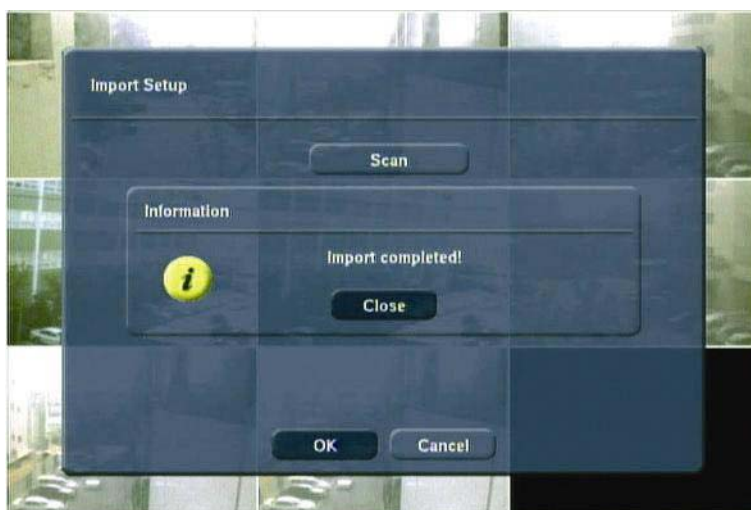 Import Setup
Scan
Information
i
Import completed!
Close
OK Cancel